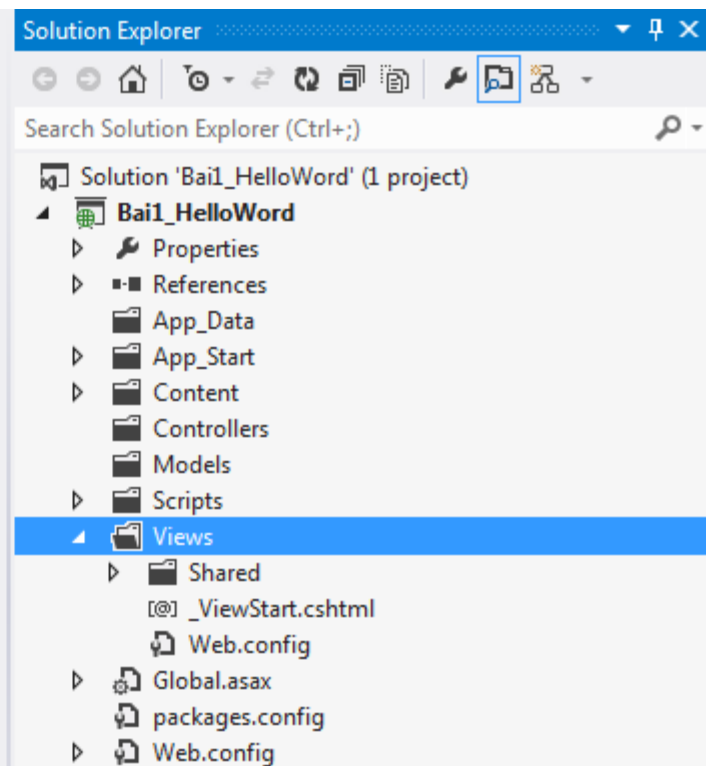 Solution Explorer
Search Solution Explorer (Ctrl+;)
Solution 'Bai1_HelloWord' (1 project)
Bai1_HelloWord
Properties
References
App_Data
App_Start
Content
Controllers
Models
Scripts
Views
Shared
[@] _ViewStart.cshtml
Web.config
Global.asax
packages.config
Web.config